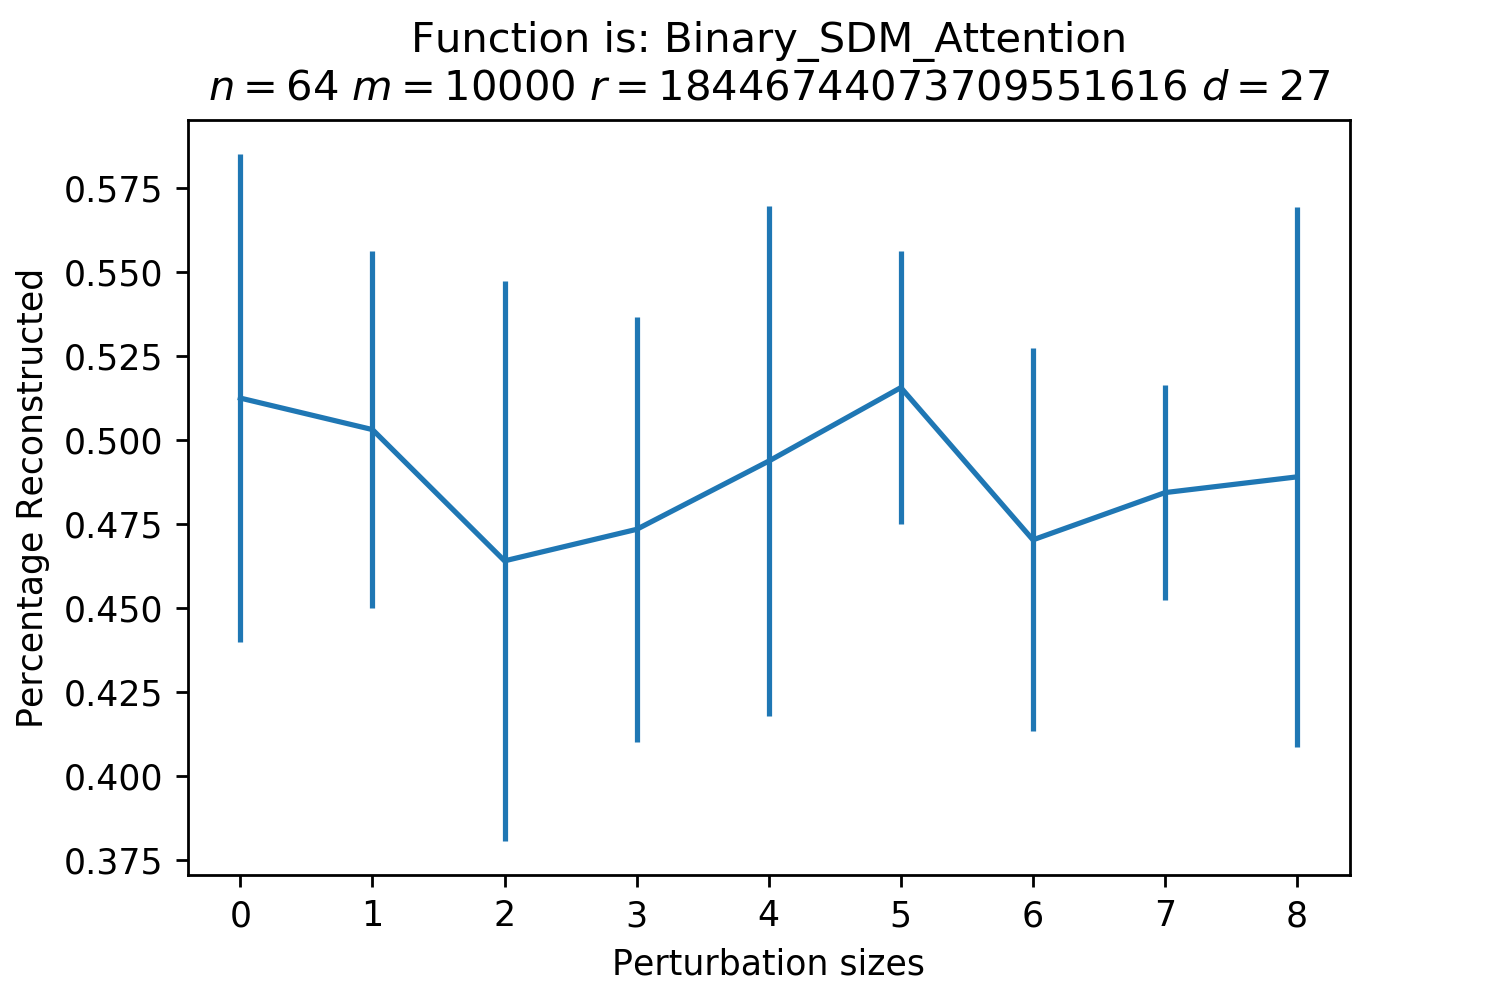 Function is: Binary_SDM_Attention
n = 64 m = 10000 r = 18446744073709551616 d = 27
Percentage Reconstructed
0.575
0.550
0.525
0.500
0.475
0.450
0.425
0.400
0.375
0 1 2 3 4 5 6 7 8
Perturbation sizes